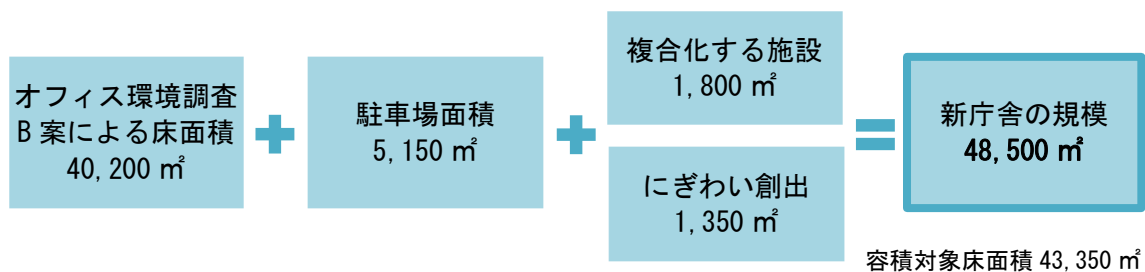 オフィス環境調査
B 案による床面積
40,200 ㎡
+
駐車場面積
5,150 ㎡
+
複合化する施設
1,800 ㎡
にぎわい創出
1,350 ㎡
=
新庁舎の規模
48,500 ㎡
容積対象床面積 43,350 ㎡